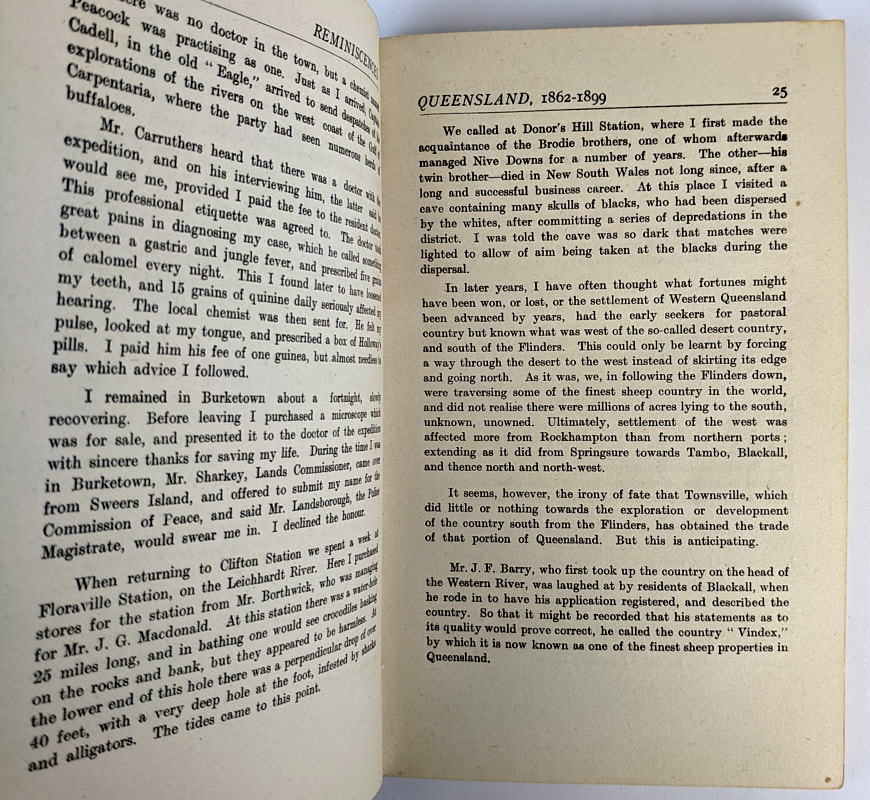 REMINISCENCES
was no doctor in the town, but a chemist
Peacock was practising as one. Just as I arrived, Captain
Cadell, in the old "Eagle," arrived to send despatches of the
explorations of the rivers on the west coast of the Gulf of
Carpentaria, where the party had seen numerous herds of
buffaloes.
Mr. Carruthers heard that there was a doctor with the
expedition, and on his interviewing him, the latter said he
would see me, provided I paid the fee to the resident doctor.
This professional etiquette was agreed to. The doctor took
great pains in diagnosing my case, which he called something
between a gastric and jungle fever, and prescribed five grains
of calomel every night. This I found later to have loosened
my teeth, and 15 grains of quinine daily seriously affected my
hearing. The local chemist was then sent for. He felt my
pulse, looked at my tongue, and prescribed a box of Holloway's
pills. I paid him his fee of one guinea, but almost needless to
say which advice I followed.
I remained in Burketown about a fortnight, slowly
recovering. Before leaving I purchased a microscope which
was for sale, and presented it to the doctor of the expedition
with sincere thanks for saving my life. During the time I was
in Burketown, Mr. Sharkey, Lands Commissioner, came over
from Sweers Island, and offered to submit my name for the
Commission of Peace, and said Mr. Landsborough, the Police
Magistrate, would swear me in. I declined the honour.
When returning to Clifton Station we spent a week at
Floraville Station, on the Leichhardt River. Here I purchased
stores for the station from Mr. Borthwick, who was managing
for Mr. J. G. Macdonald. At this station there was a water-hole
25 miles long, and in bathing one would see crocodiles basking
on the rocks and bank, but they appeared to be harmless. At
the lower end of this hole there was a perpendicular drop of over
40 feet, with a very deep hole at the foot, infested by sharks
and alligators. The tides came to this point.
QUEENSLAND, 1862-1899 25
We called at Donor's Hill Station, where I first made the
acquaintance of the Brodie brothers, one of whom afterwards
managed Nive Downs for a number of years. The other—his
twin brother—died in New South Wales not long since, after a
long and successful business career. At this place I visited a
cave containing many skulls of blacks, who had been dispersed
by the whites, after committing a series of depredations in the
district. I was told the cave was so dark that matches were
lighted to allow of aim being taken at the blacks during the
dispersal.
In later years, I have often thought what fortunes might
have been won, or lost, or the settlement of Western Queensland
been advanced by years, had the early seekers for pastoral
country but known what was west of the so-called desert country,
and south of the Flinders. This could only be learnt by forcing
a way through the desert to the west instead of skirting its edge
and going north. As it was, we, in following the Flinders down,
were traversing some of the finest sheep country in the world,
and did not realise there were millions of acres lying to the south,
unknown, unowned. Ultimately, settlement of the west was
affected more from Rockhampton than from northern ports ;
extending as it did from Springsure towards Tambo, Blackall,
and thence north and north-west.
It seems, however, the irony of fate that Townsville, which
did little or nothing towards the exploration or development
of the country south from the Flinders, has obtained the trade
of that portion of Queensland. But this is anticipating.
Mr. J. F. Barry, who first took up the country on the head of
the Western River, was laughed at by residents of Blackall, when
he rode in to have his application registered, and described the
country. So that it might be recorded that his statements as to
its quality would prove correct, he called the country "Vindex,"
by which it is now known as one of the finest sheep properties in
Queensland.